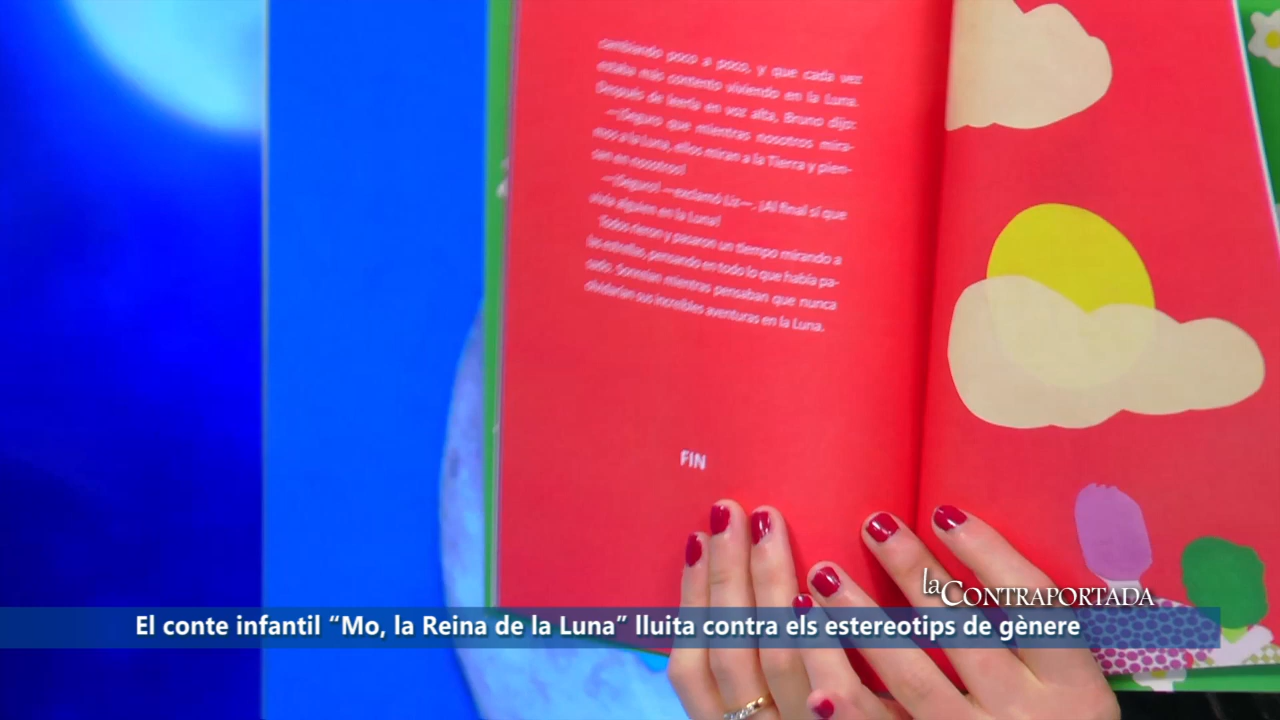 cambiando poco a poco, y que cada vez
estaba más contento viviendo en la Luna.
Después de leerla en voz alta, Bruno dijo:
—¡Seguro que mientras nosotros mira-
mos a la Luna, ellos miran a la Tierra y pien-
san en nosotros!
—¡Seguro! —exclamó Liz—. ¡Al final sí que
vivía alguien en la Luna!
Todos rieron y pasaron un tiempo mirando a
las estrellas, pensando en todo lo que había pa-
sado. Sonreían mientras pensaban que nunca
olvidarían sus increíbles aventuras en la Luna.
FIN
la CONTRAPORTADA
El conte infantil “Mo, la Reina de la Luna” lluita contra els estereotips de gènere